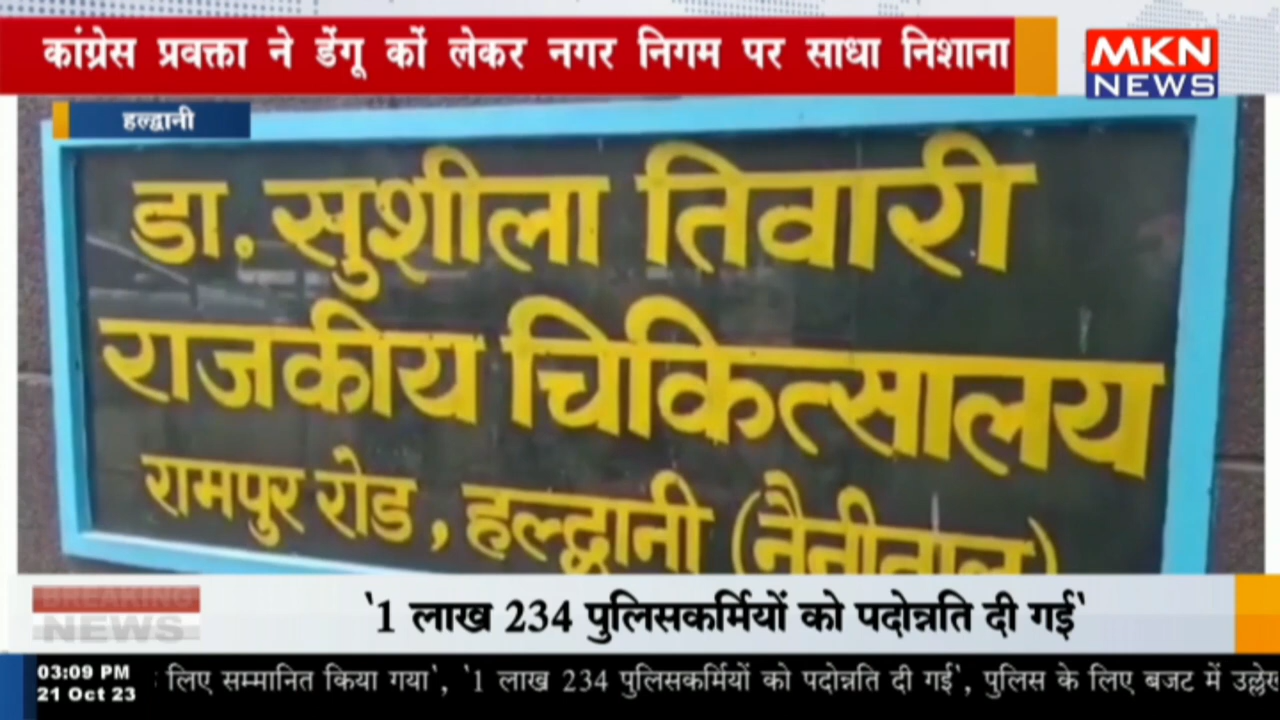 कांग्रेस प्रवक्ता ने डेंगू कों लेकर नगर निगम पर साधा निशाना
MKN
NEWS
हल्द्वानी
डा. सुशीला तिवारी
राजकीय चिकित्सालय
रामपुर रोड, हल्द्वानी (नैनीताल)
BREAKING
NEWS
`1 लाख 234 पुलिसकर्मियों को पदोन्नति दी गई`
03:09 PM
21 Oct 23
लिए सम्मानित किया गया`, `1 लाख 234 पुलिसकर्मियों को पदोन्नति दी गई`, पुलिस के लिए बजट में